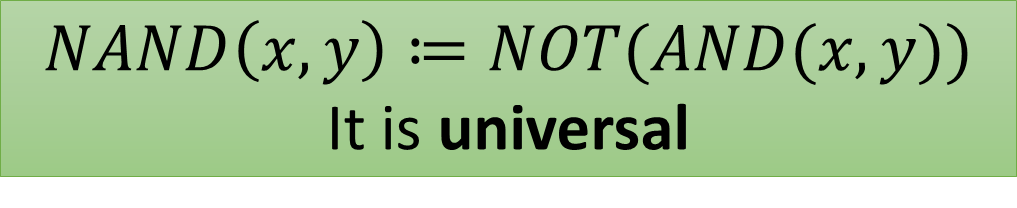 NAND(x, y) ≔ NOT(AND(x, y))
It is universal